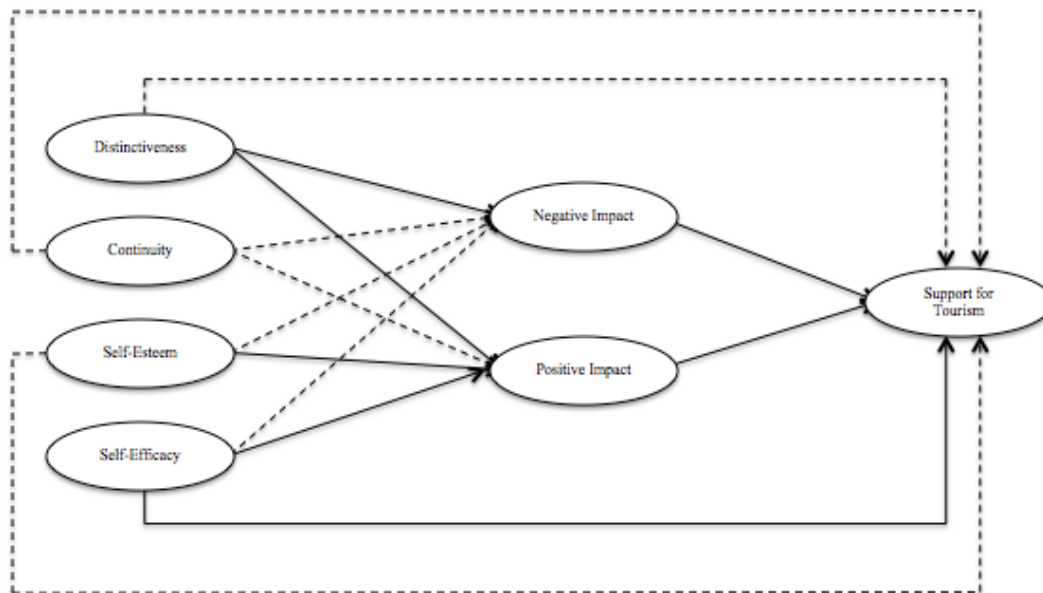 Distinctiveness
Continuity
Self-Esteem
Self-Efficacy
Negative Impact
Positive Impact
Support for
Tourism